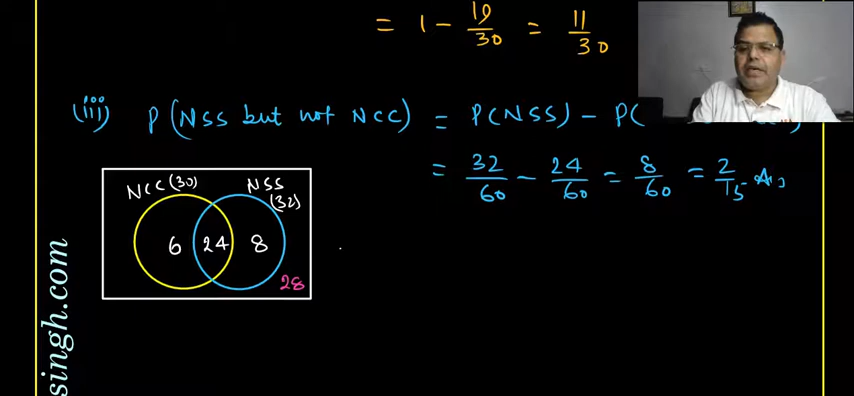 = 1 - 19/30 = 11/30
(iii) P(NSS but not NCC) = P(NSS) - P(
= 32/60 - 24/60 = 8/60 = 2/15 Ans
NCC (30) NSS (32)
6 24 8
28
singh.com